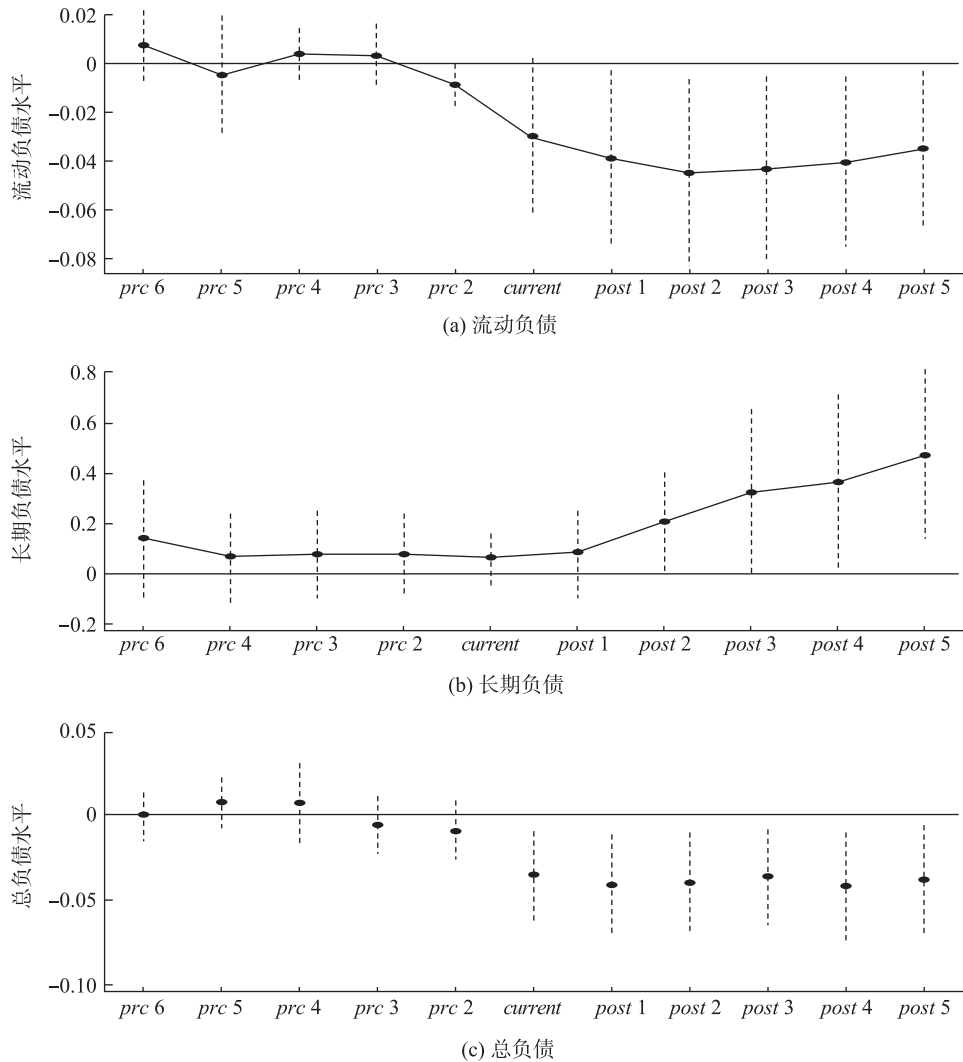 0.02
0
−0.02
−0.04
−0.06
−0.08
流动负债水平
prc 6 prc 5 prc 4 prc 3 prc 2 current post 1 post 2 post 3 post 4 post 5
(a) 流动负债
0.8
0.6
0.4
0.2
0
−0.2
长期负债水平
prc 6 prc 4 prc 3 prc 2 current post 1 post 2 post 3 post 4 post 5
(b) 长期负债
0.05
0
−0.05
−0.10
总负债水平
prc 6 prc 5 prc 4 prc 3 prc 2 current post 1 post 2 post 3 post 4 post 5
(c) 总负债